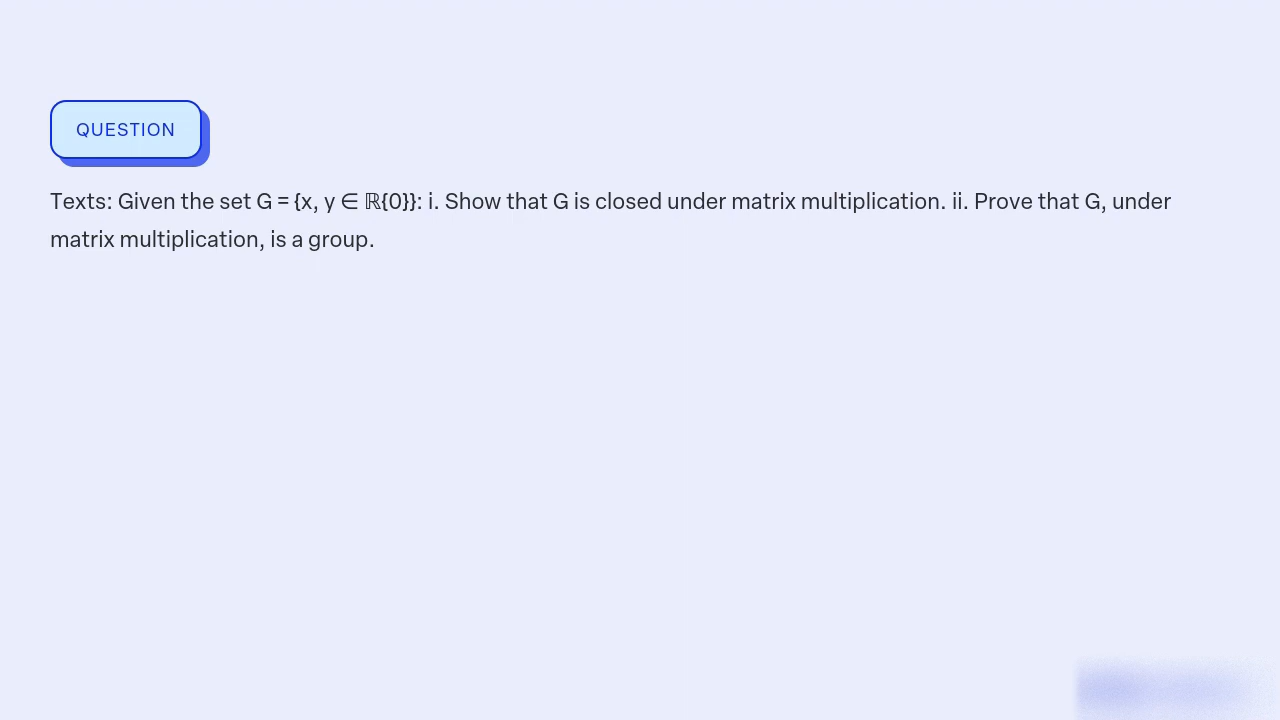 QUESTION
Texts: Given the set G = {x, y ∈ ℝ{0}}: i. Show that G is closed under matrix multiplication. ii. Prove that G, under
matrix multiplication, is a group.